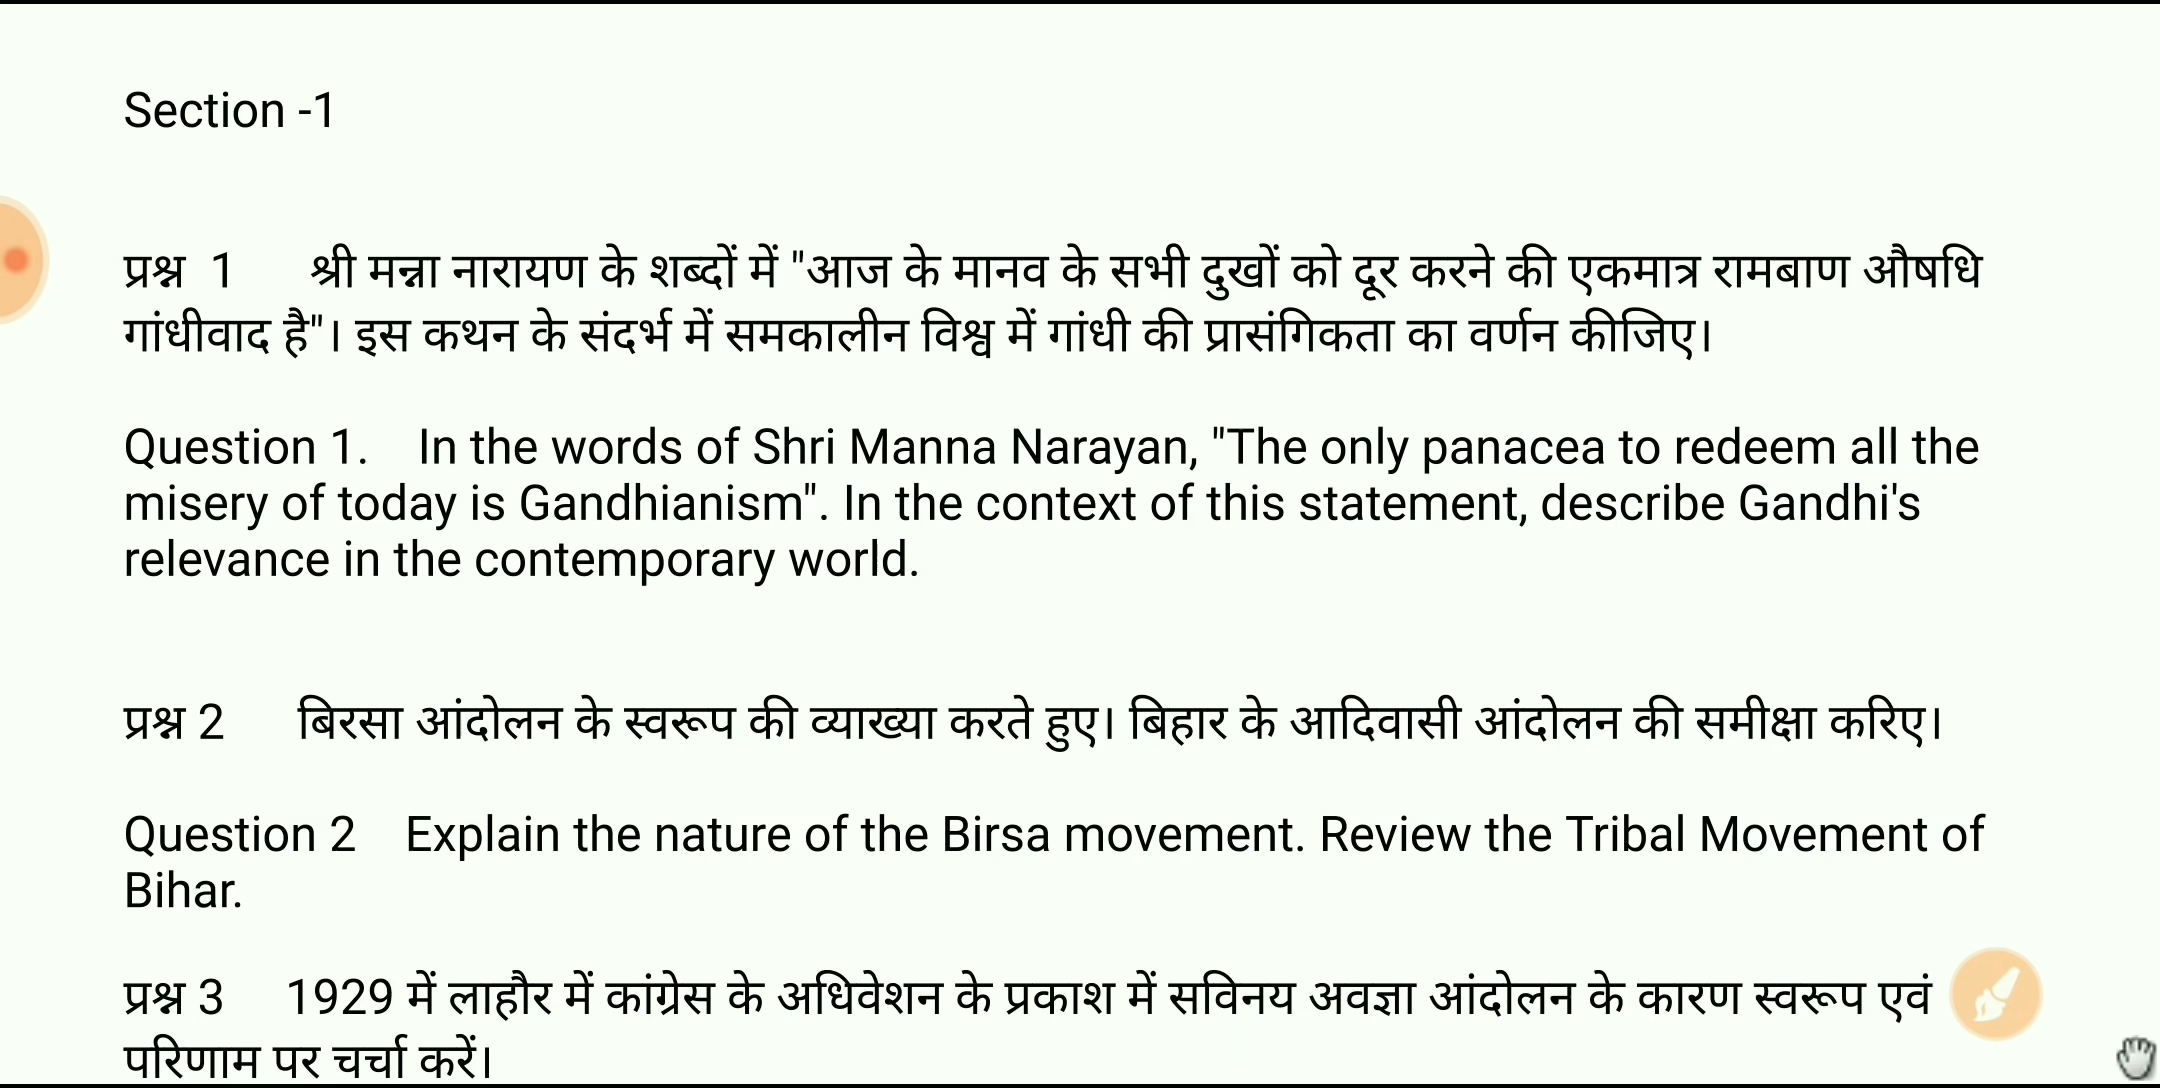 Section -1
प्रश्न 1 श्री मन्ना नारायण के शब्दों में "आज के मानव के सभी दुखों को दूर करने की एकमात्र रामबाण औषधि
गांधीवाद है"। इस कथन के संदर्भ में समकालीन विश्व में गांधी की प्रासंगिकता का वर्णन कीजिए।
Question 1. In the words of Shri Manna Narayan, "The only panacea to redeem all the
misery of today is Gandhianism". In the context of this statement, describe Gandhi's
relevance in the contemporary world.
प्रश्न 2 बिरसा आंदोलन के स्वरूप की व्याख्या करते हुए। बिहार के आदिवासी आंदोलन की समीक्षा करिए।
Question 2 Explain the nature of the Birsa movement. Review the Tribal Movement of
Bihar.
प्रश्न 3 1929 में लाहौर में कांग्रेस के अधिवेशन के प्रकाश में सविनय अवज्ञा आंदोलन के कारण स्वरूप एवं
परिणाम पर चर्चा करें।